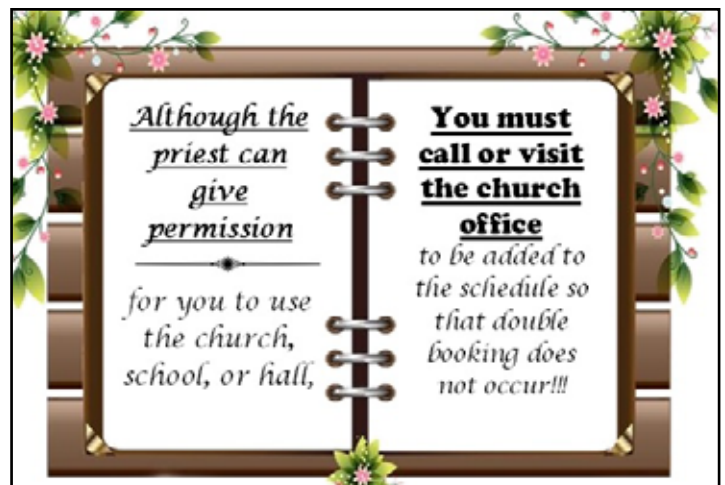 Although the
priest can
give
permission
for you to use
the church,
school, or hall,
You must
call or visit
the church
office
to be added to
the schedule so
that double
booking does
not occur!!!